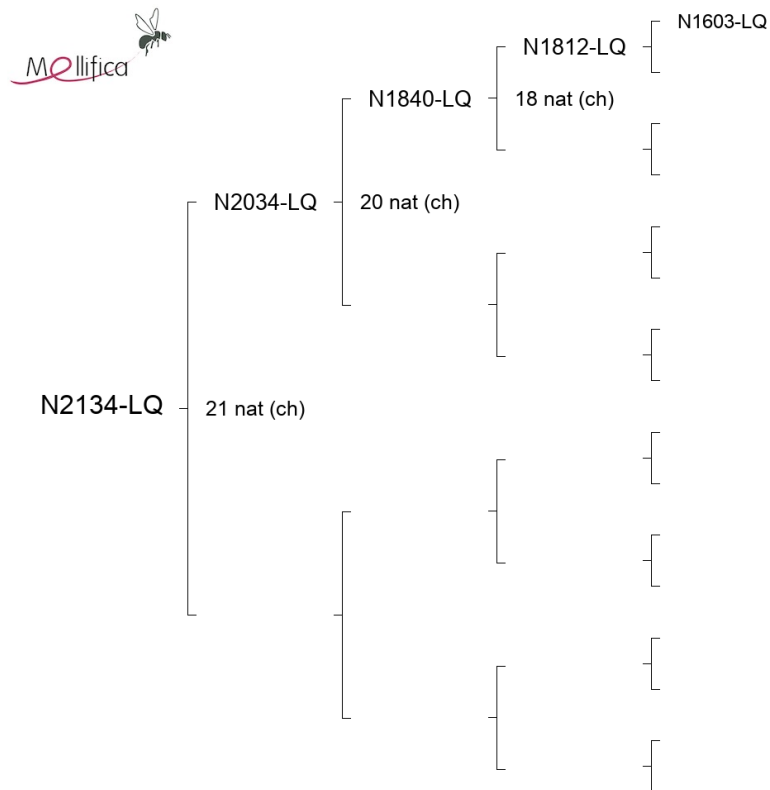 Mellifica
N1603-LQ
N1812-LQ
N1840-LQ
18 nat (ch)
N2034-LQ
20 nat (ch)
N2134-LQ
21 nat (ch)